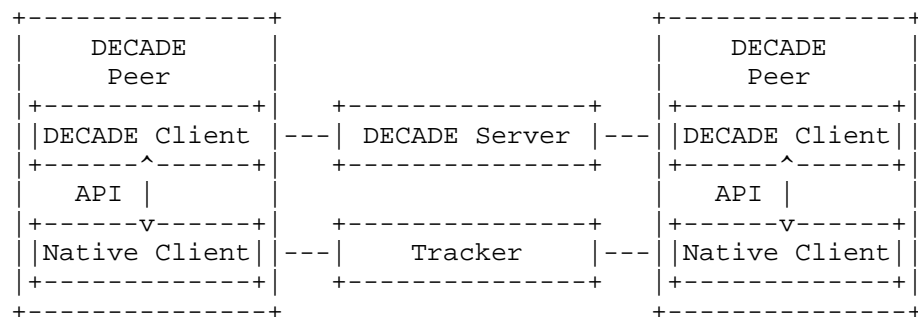 +---------------+                       +---------------+
|    DECADE     |                       |    DECADE     |
|     Peer      |                       |     Peer      |
|+-------------+|   +---------------+   |+-------------+|
||DECADE Client |---| DECADE Server |---||DECADE Client||
|+------^------+|   +---------------+   |+------^------+|
|   API |       |                       |   API |       |
|+------v------+|   +---------------+   |+------v------+|
||Native Client||---|    Tracker    |---||Native Client||
|+-------------+|   +---------------+   |+-------------+|
+---------------+                       +---------------+